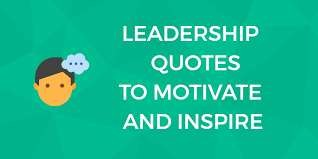 LEADERSHIP
QUOTES
TO MOTIVATE
AND INSPIRE